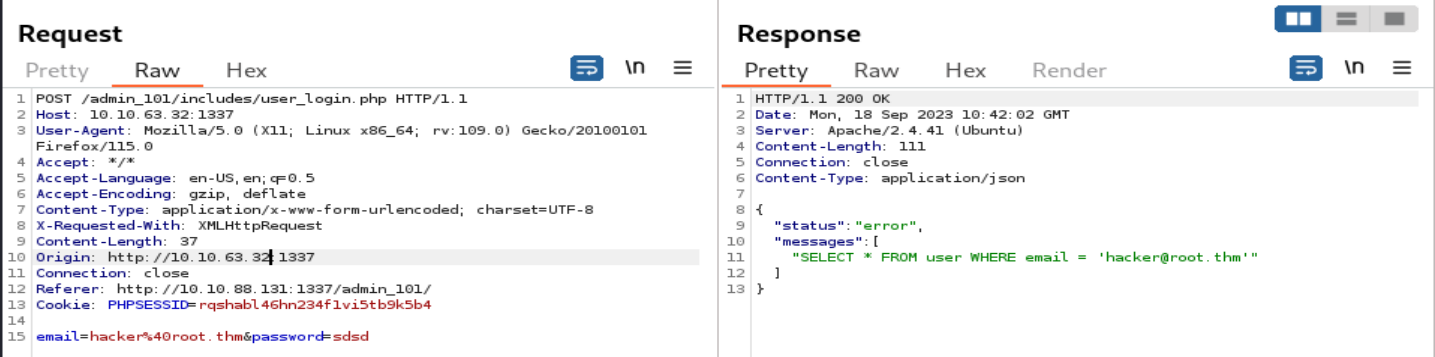 Request
Pretty Raw Hex \n
1 POST /admin_101/includes/user_login.php HTTP/1.1
2 Host: 10.10.63.32:1337
3 User-Agent: Mozilla/5.0 (X11; Linux x86_64; rv:109.0) Gecko/20100101
Firefox/115.0
4 Accept: */*
5 Accept-Language: en-US,en;q=0.5
6 Accept-Encoding: gzip, deflate
7 Content-Type: application/x-www-form-urlencoded; charset=UTF-8
8 X-Requested-With: XMLHttpRequest
9 Content-Length: 37
10 Origin: http://10.10.63.32:1337
11 Connection: close
12 Referer: http://10.10.88.131:1337/admin_101/
13 Cookie: PHPSESSID=rqshabl46hn234f1vi5tb9k5b4
14
15 email=hacker%40root.thm&password=sdsd
Response
Pretty Raw Hex Render \n
1 HTTP/1.1 200 OK
2 Date: Mon, 18 Sep 2023 10:42:02 GMT
3 Server: Apache/2.4.41 (Ubuntu)
4 Content-Length: 111
5 Connection: close
6 Content-Type: application/json
7
8 {
9 "status":"error",
10 "messages":[
11 "SELECT * FROM user WHERE email = 'hacker@root.thm'"
12 ]
13 }